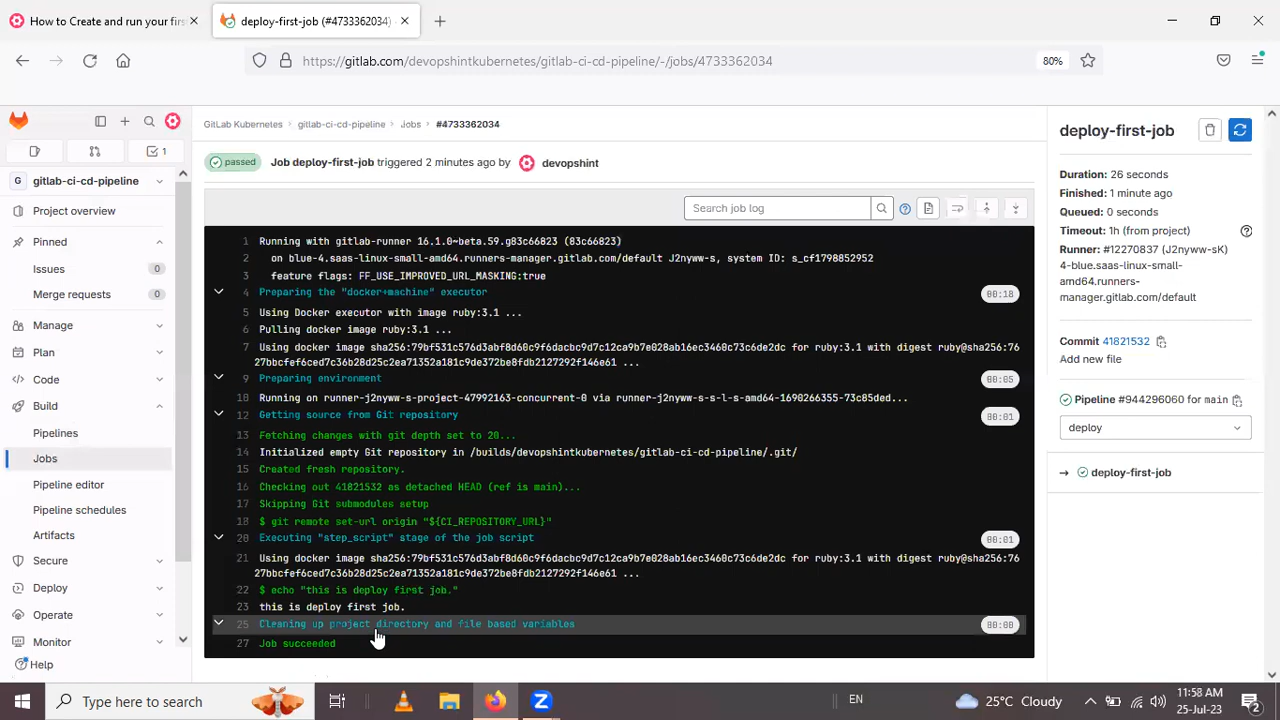 How to Create and run your firs
deploy-first-job (#4733362034)
https://gitlab.com/devopshintkubernetes/gitlab-ci-cd-pipeline/-/jobs/4733362034
80%
1
G
gitlab-ci-cd-pipeline
Project overview
Pinned
Issues
0
Merge requests
0
Manage
Plan
Code
Build
Pipelines
Jobs
Pipeline editor
Pipeline schedules
Artifacts
Secure
Deploy
Operate
Monitor
Help
GitLab Kubernetes > gitlab-ci-cd-pipeline > Jobs > #4733362034
passed Job deploy-first-job triggered 2 minutes ago by devopshint
Search job log
1 Running with gitlab-runner 16.1.0~beta.59.g83c66823 (83c66823)
2 on blue-4.saas-linux-small-amd64.runners-manager.gitlab.com/default J2nyww-s, system ID: s_cf1798852952
3 feature flags: FF_USE_IMPROVED_URL_MASKING:true
4 Preparing the "docker+machine" executor 00:18
5 Using Docker executor with image ruby:3.1 ...
6 Pulling docker image ruby:3.1 ...
7 Using docker image sha256:79bf531c576d3abf8d60c9f6dacbc9d7c12ca9b7e028ab16ec3460c73c6de2dc for ruby:3.1 with digest ruby@sha256:76
27bbcfef6ced7c36b28d25c2ea71352a181c9de372be8fdb2127292f146e61 ...
9 Preparing environment 00:05
10 Running on runner-j2nyww-s-project-47992163-concurrent-0 via runner-j2nyww-s-s-l-s-amd64-1690266355-73c85ded...
12 Getting source from Git repository 00:01
13 Fetching changes with git depth set to 20...
14 Initialized empty Git repository in /builds/devopshintkubernetes/gitlab-ci-cd-pipeline/.git/
15 Created fresh repository.
16 Checking out 41821532 as detached HEAD (ref is main)...
17 Skipping Git submodules setup
18 $ git remote set-url origin "${CI_REPOSITORY_URL}"
20 Executing "step_script" stage of the job script 00:01
21 Using docker image sha256:79bf531c576d3abf8d60c9f6dacbc9d7c12ca9b7e028ab16ec3460c73c6de2dc for ruby:3.1 with digest ruby@sha256:76
27bbcfef6ced7c36b28d25c2ea71352a181c9de372be8fdb2127292f146e61 ...
22 $ echo "this is deploy first job."
23 this is deploy first job.
25 Cleaning up project directory and file based variables 00:00
27 Job succeeded
deploy-first-job
Duration: 26 seconds
Finished: 1 minute ago
Queued: 0 seconds
Timeout: 1h (from project)
Runner: #12270837 (J2nyww-sK)
4-blue.saas-linux-small-
amd64.runners-
manager.gitlab.com/default
Commit 41821532
Add new file
Pipeline #944296060 for main
deploy
→ deploy-first-job
Type here to search
EN
25°C Cloudy
11:58 AM
25-Jul-23
2